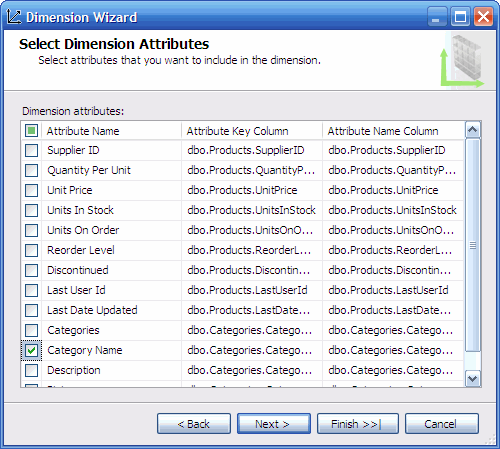 Dimension Wizard
Select Dimension Attributes
Select attributes that you want to include in the dimension.
Dimension attributes:
Attribute Name Attribute Key Column Attribute Name Column
Supplier ID dbo.Products.SupplierID dbo.Products.SupplierID
Quantity Per Unit dbo.Products.QuantityP... dbo.Products.QuantityP...
Unit Price dbo.Products.UnitPrice dbo.Products.UnitPrice
Units In Stock dbo.Products.UnitsInStock dbo.Products.UnitsInStock
Units On Order dbo.Products.UnitsOnO... dbo.Products.UnitsOnO...
Reorder Level dbo.Products.ReorderL... dbo.Products.ReorderL...
Discontinued dbo.Products.Discontin... dbo.Products.Discontin...
Last User Id dbo.Products.LastUserId dbo.Products.LastUserId
Last Date Updated dbo.Products.LastDate... dbo.Products.LastDate...
Categories dbo.Categories.Catego... dbo.Categories.Catego...
Category Name dbo.Categories.Catego... dbo.Categories.Catego...
Description dbo.Categories.Descrip... dbo.Categories.Descrip...
< Back Next > Finish >>| Cancel